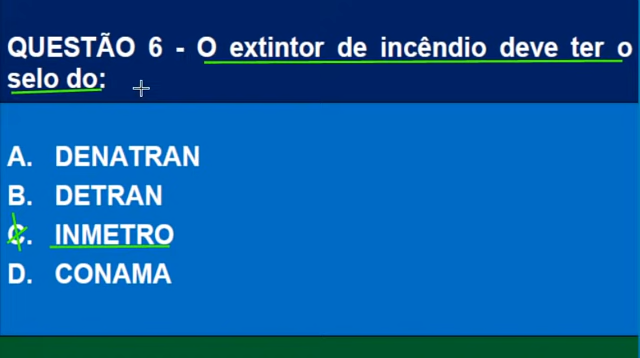 QUESTÃO 6 - O extintor de incêndio deve ter o
selo do:
A. DENATRAN
B. DETRAN
C. INMETRO
D. CONAMA